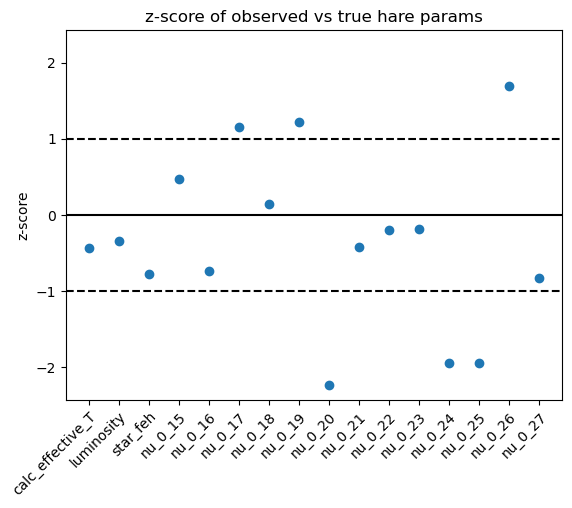 z-score of observed vs true hare params
z-score
2
1
0
−1
−2
calc_effective_T
luminosity
star_feh
nu_0_15
nu_0_16
nu_0_17
nu_0_18
nu_0_19
nu_0_20
nu_0_21
nu_0_22
nu_0_23
nu_0_24
nu_0_25
nu_0_26
nu_0_27